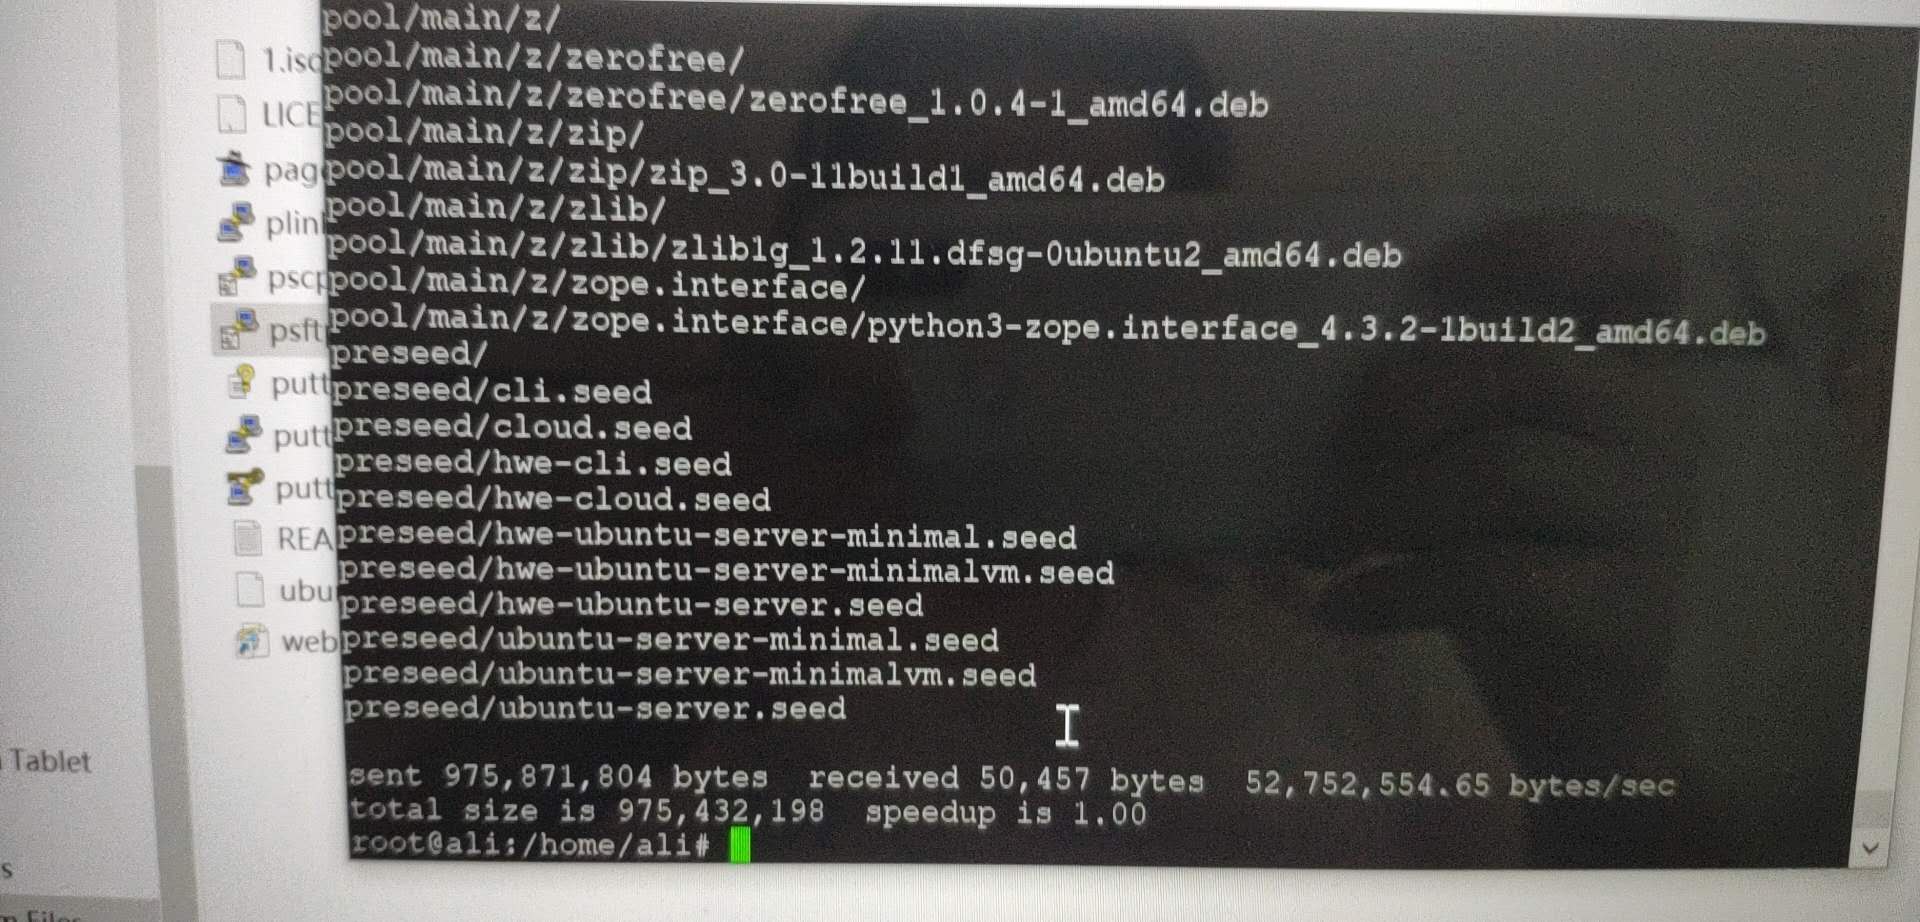 pool/main/z/
pool/main/z/zerofree/
pool/main/z/zerofree/zerofree_1.0.4-1_amd64.deb
pool/main/z/zip/
pool/main/z/zip/zip_3.0-11build1_amd64.deb
pool/main/z/zlib/
pool/main/z/zlib/zlib1g_1.2.11.dfsg-0ubuntu2_amd64.deb
pool/main/z/zope.interface/
pool/main/z/zope.interface/python3-zope.interface_4.3.2-1build2_amd64.deb
preseed/
preseed/cli.seed
preseed/cloud.seed
preseed/hwe-cli.seed
preseed/hwe-cloud.seed
preseed/hwe-ubuntu-server-minimal.seed
preseed/hwe-ubuntu-server-minimalvm.seed
preseed/hwe-ubuntu-server.seed
preseed/ubuntu-server-minimal.seed
preseed/ubuntu-server-minimalvm.seed
preseed/ubuntu-server.seed
sent 975,871,804 bytes  received 50,457 bytes  52,752,554.65 bytes/sec
total size is 975,432,198  speedup is 1.00
root@ali:/home/ali#
1.iso
LICE
pag
plin
pscp
psft
putt
putt
putt
REA
ubu
web
Tablet
s
Files